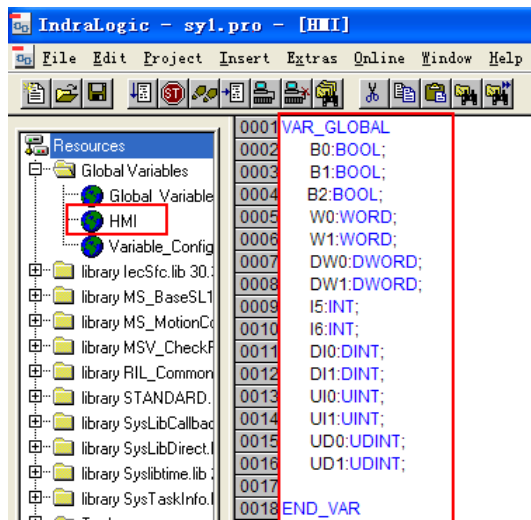 IndraLogic - syl.pro - [HMI]
File Edit Project Insert Extras Online Window Help
Resources
Global Variables
Global_Variable
HMI
Variable_Config
library IecSfc.lib 30.
library MS_BaseSL1
library MS_MotionCo
library MSV_CheckF
library RIL_Common
library STANDARD.
library SysLibCallbac
library SysLibDirect.l
library Syslibtime.lib
library SysTaskInfo.l
0001 VAR_GLOBAL
0002 B0:BOOL;
0003 B1:BOOL;
0004 B2:BOOL;
0005 W0:WORD;
0006 W1:WORD;
0007 DW0:DWORD;
0008 DW1:DWORD;
0009 I5:INT;
0010 I6:INT;
0011 DI0:DINT;
0012 DI1:DINT;
0013 UI0:UINT;
0014 UI1:UINT;
0015 UD0:UDINT;
0016 UD1:UDINT;
0017
0018 END_VAR